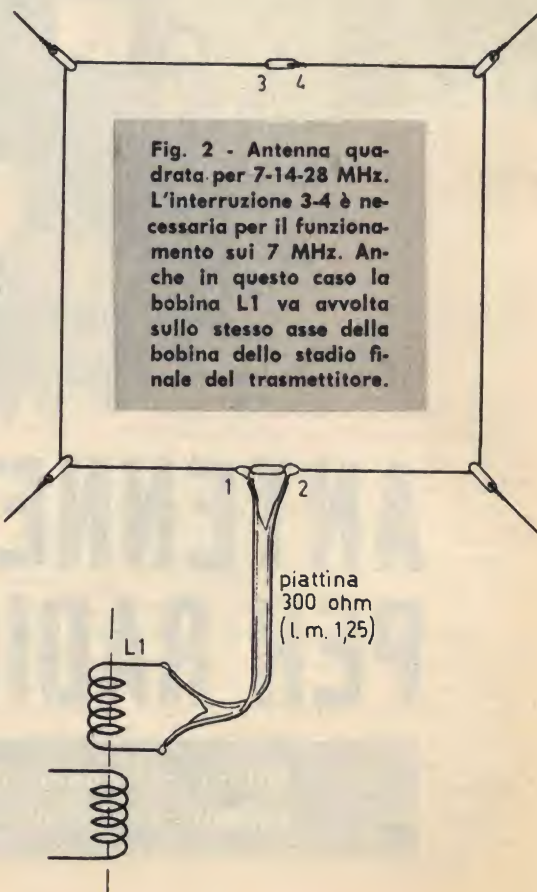 3 4
Fig. 2 - Antenna qua-
drata per 7-14-28 MHz.
L'interruzione 3-4 è ne-
cessaria per il funziona-
mento sui 7 MHz. An-
che in questo caso la
bobina L1 va avvolta
sullo stesso asse della
bobina dello stadio fi-
nale del trasmettitore.
1 2
piattina
300 ohm
(l. m. 1,25)
L1